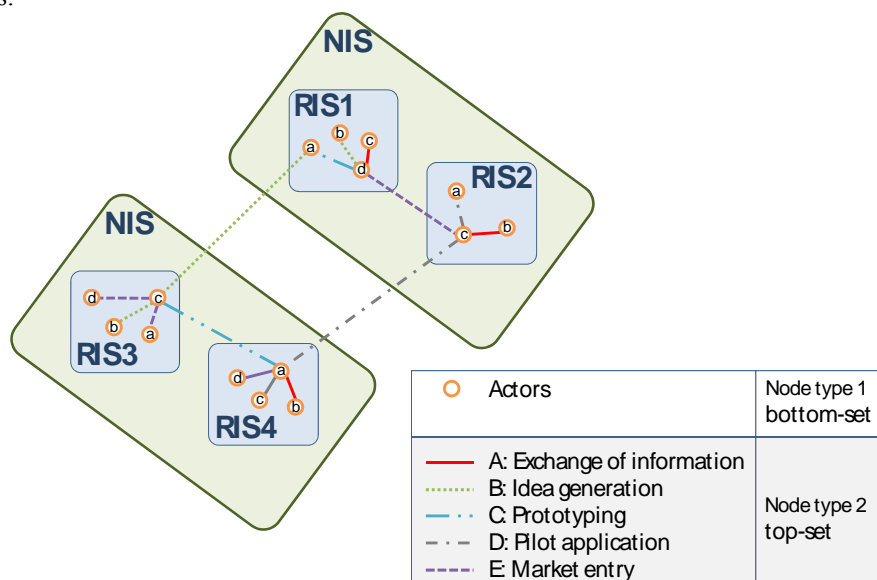 s.
NIS
RIS1
b
c
a
d
RIS2
a
c
b
NIS
d
c
b
a
RIS3
a
d
c
b
RIS4
Actors
Node type 1
bottom-set
A: Exchange of information
B: Idea generation
C: Prototyping
D: Pilot application
E: Market entry
Node type 2
top-set